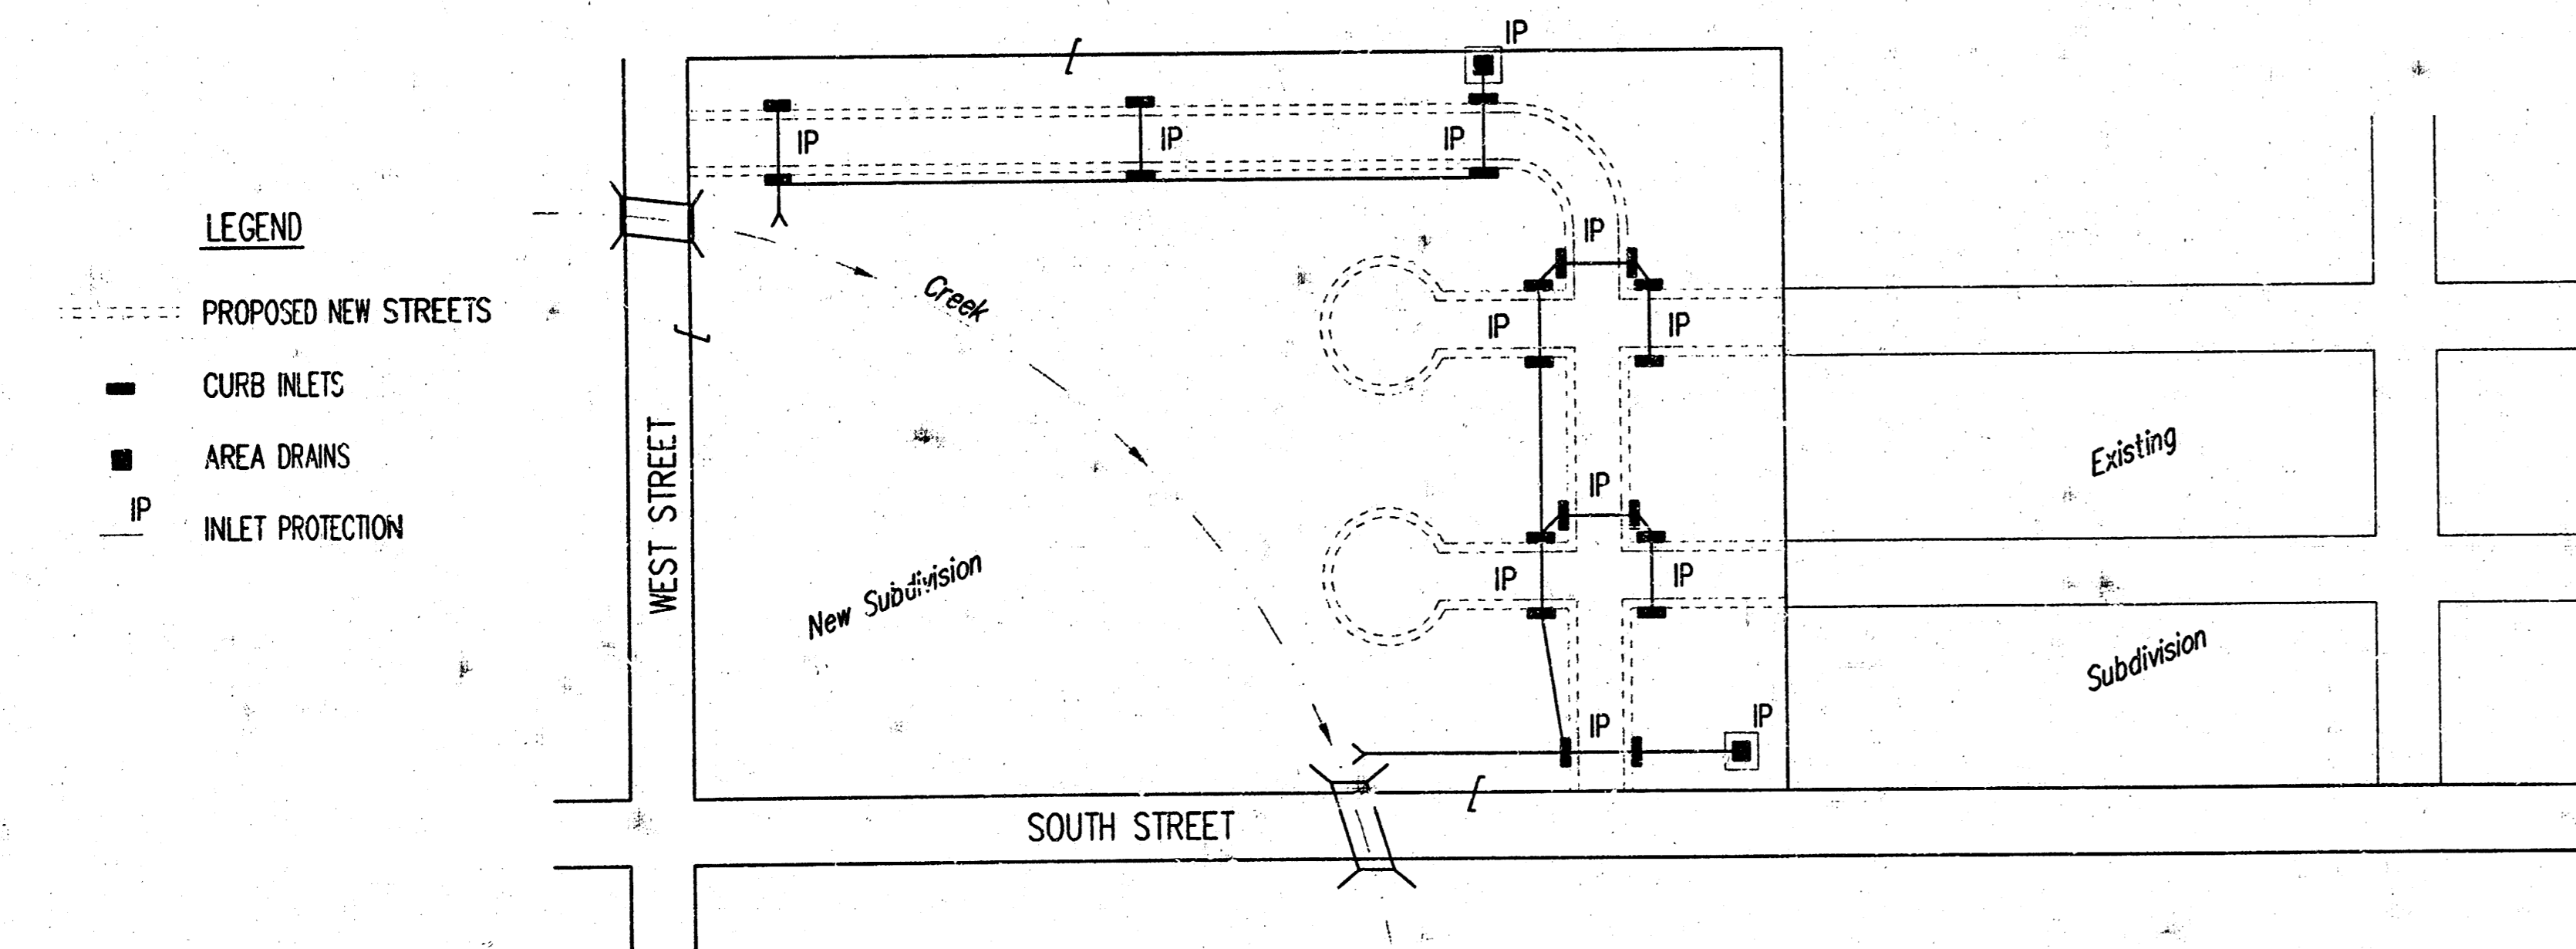 IP
IP
IP
IP
LEGEND
PROPOSED NEW STREETS
CURB INLETS
AREA DRAINS
IP
INLET PROTECTION
WEST STREET
Creek
New Subdivision
IP
IP
IP
IP
IP
IP
IP
IP
Existing
Subdivision
SOUTH STREET